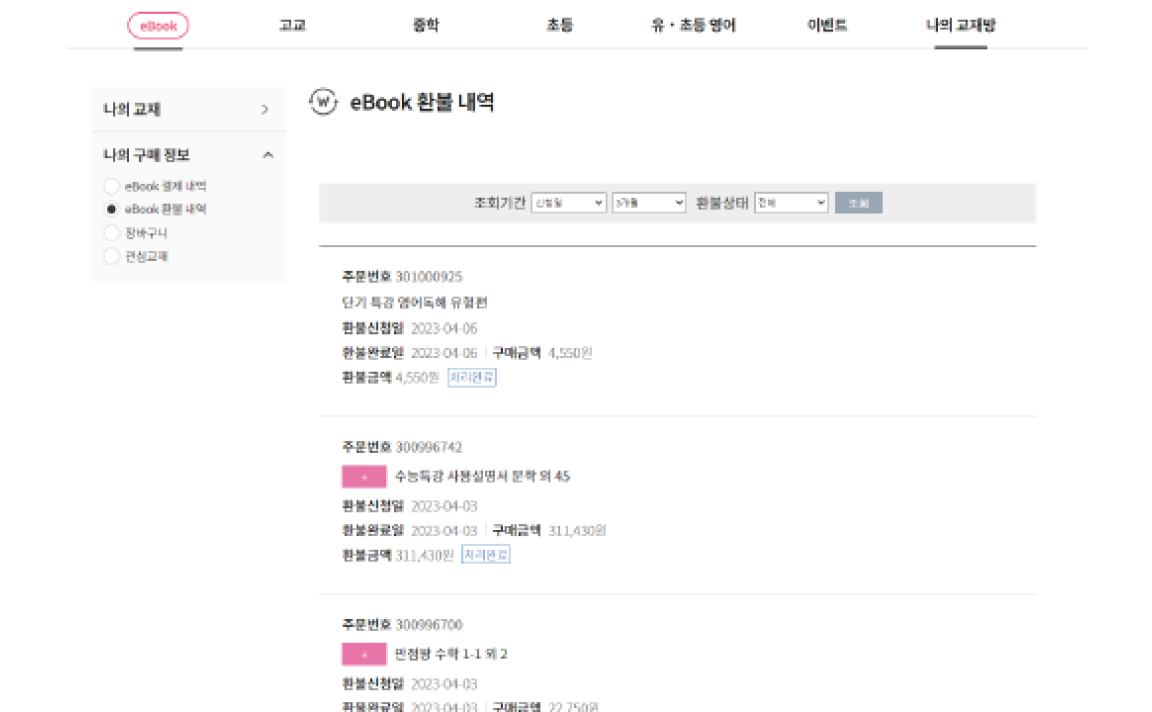 eBook 고교 중학 초등 유·초등 영어 이벤트 나의 교재방
나의 교재
나의 구매 정보
eBook 결제 내역
eBook 환불 내역
장바구니
관심교재
eBook 환불 내역
조회기간 신청일 3개월 환불상태 전체 조회
주문번호 301000925
단기 특강 영어독해 유형편
환불신청일 2023-04-06
환불완료일 2023-04-06 구매금액 4,550원
환불금액 4,550원 처리완료
주문번호 300996742
+ 수능특강 사용설명서 문학 외 45
환불신청일 2023-04-03
환불완료일 2023-04-03 구매금액 311,430원
환불금액 311,430원 처리완료
주문번호 300996700
+ 만점왕 수학 1-1 외 2
환불신청일 2023-04-03
환불완료일 2023-04-03 구매금액 22,750원